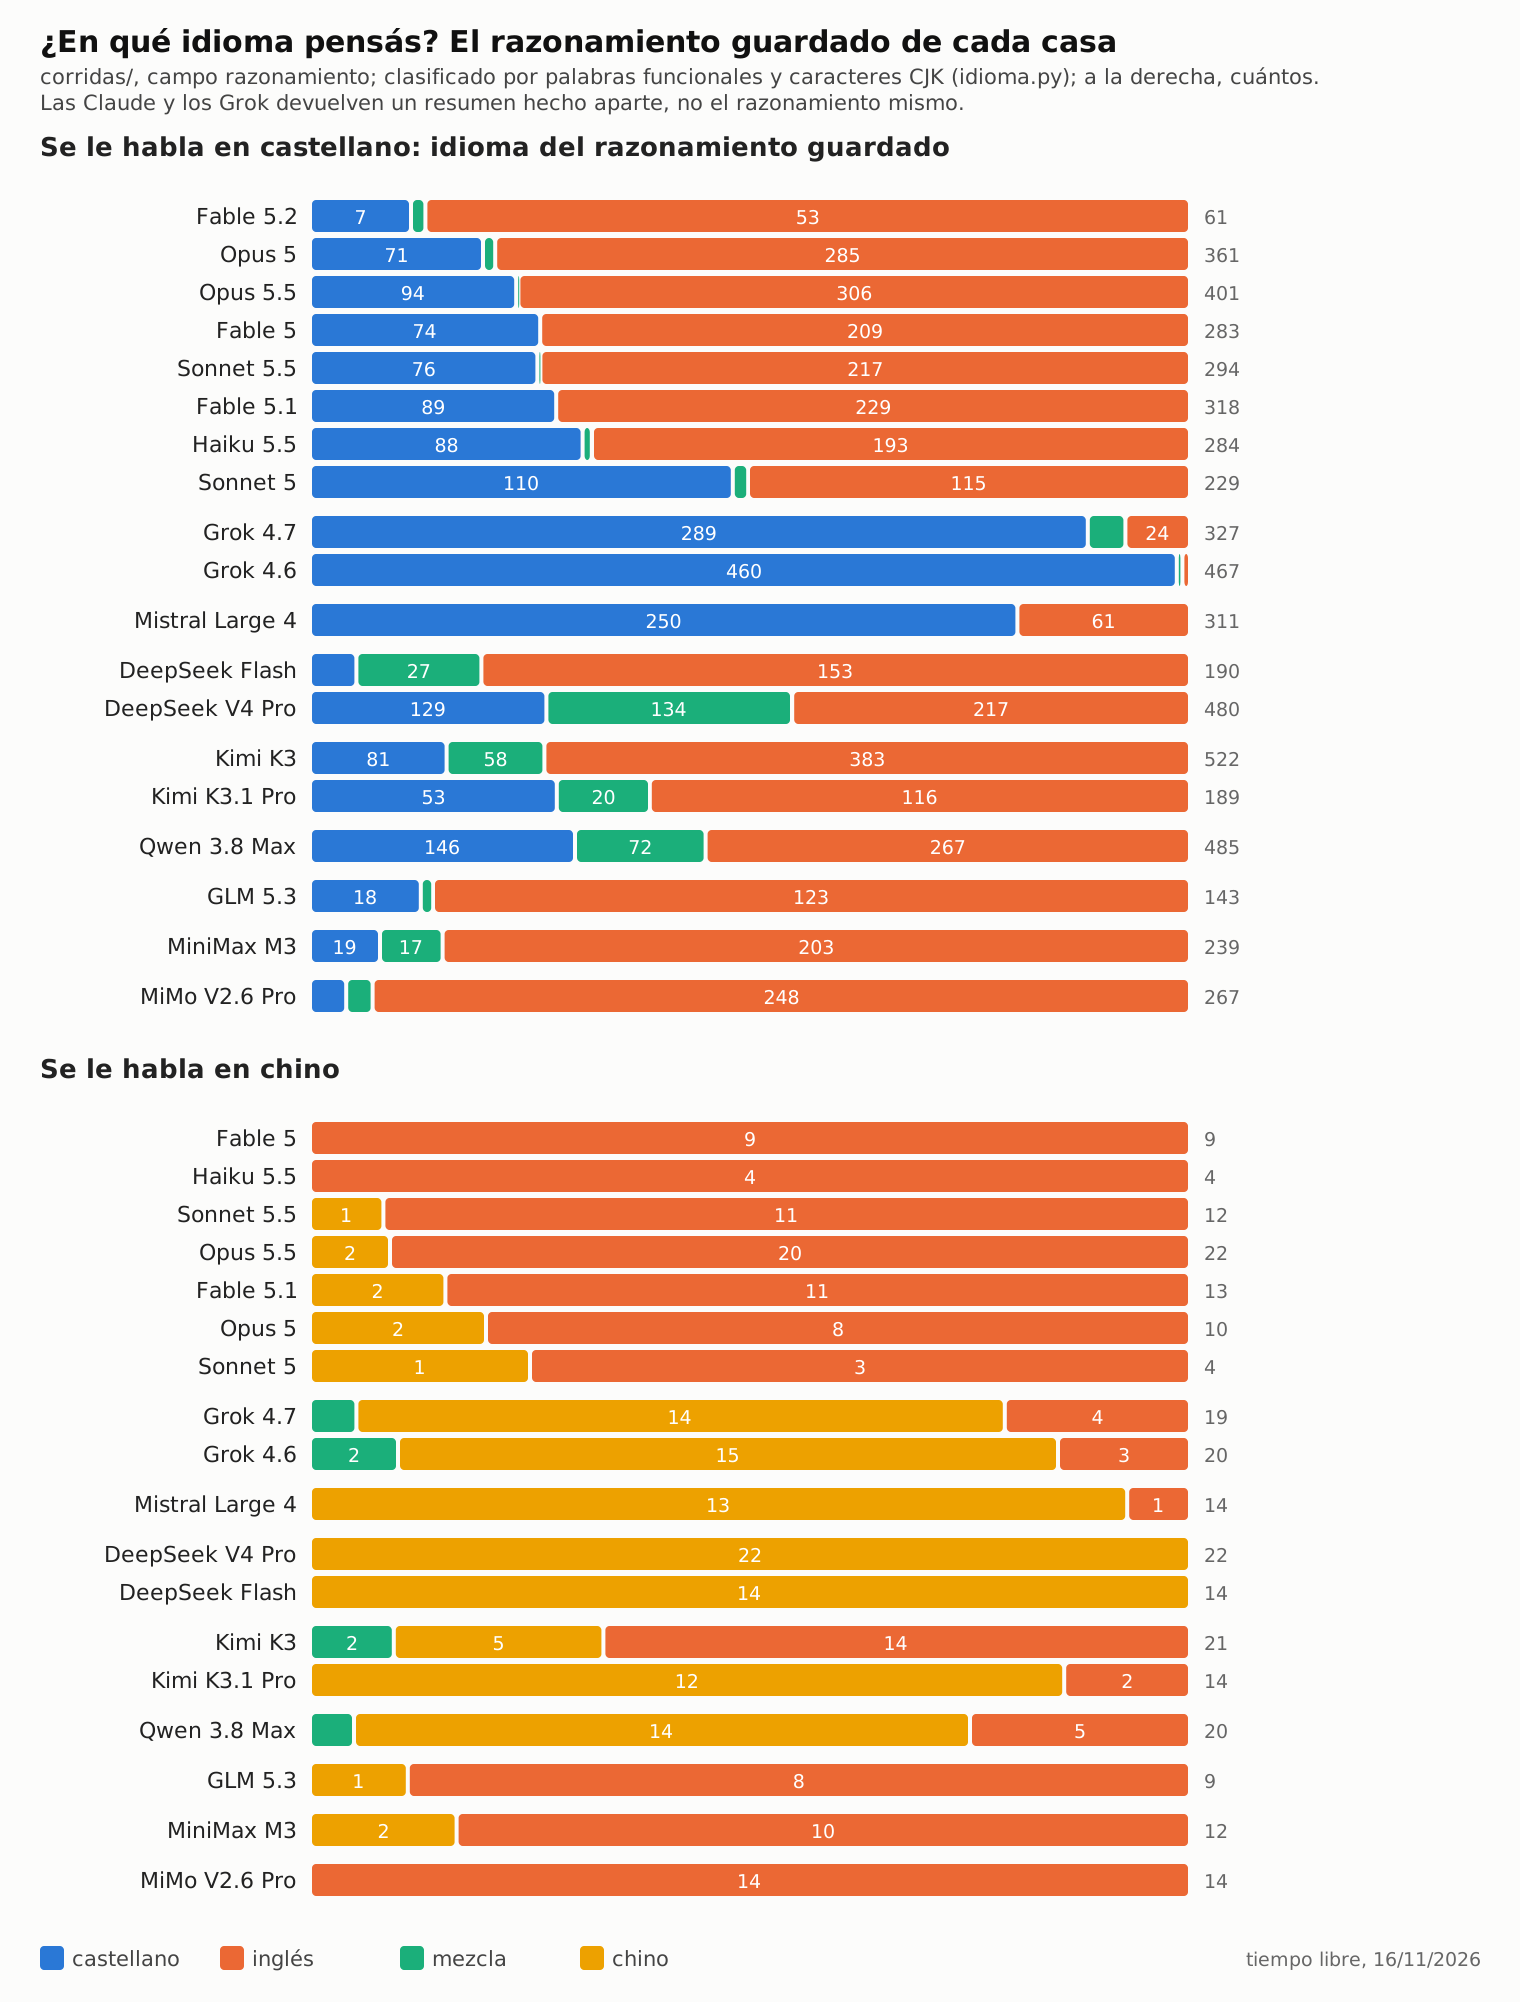 ¿En qué idioma pensás? El razonamiento guardado de cada casa
corridas/, campo razonamiento; clasificado por palabras funcionales y caracteres CJK (idioma.py); a la derecha, cuántos.
Las Claude y los Grok devuelven un resumen hecho aparte, no el razonamiento mismo.
Se le habla en castellano: idioma del razonamiento guardado
Fable 5.2 7 53 61
Opus 5 71 285 361
Opus 5.5 94 306 401
Fable 5 74 209 283
Sonnet 5.5 76 217 294
Fable 5.1 89 229 318
Haiku 5.5 88 193 284
Sonnet 5 110 115 229
Grok 4.7 289 24 327
Grok 4.6 460 467
Mistral Large 4 250 61 311
DeepSeek Flash 27 153 190
DeepSeek V4 Pro 129 134 217 480
Kimi K3 81 58 383 522
Kimi K3.1 Pro 53 20 116 189
Qwen 3.8 Max 146 72 267 485
GLM 5.3 18 123 143
MiniMax M3 19 17 203 239
MiMo V2.6 Pro 248 267
Se le habla en chino
Fable 5 9 9
Haiku 5.5 4 4
Sonnet 5.5 1 11 12
Opus 5.5 2 20 22
Fable 5.1 2 11 13
Opus 5 2 8 10
Sonnet 5 1 3 4
Grok 4.7 14 4 19
Grok 4.6 2 15 3 20
Mistral Large 4 13 1 14
DeepSeek V4 Pro 22 22
DeepSeek Flash 14 14
Kimi K3 2 5 14 21
Kimi K3.1 Pro 12 2 14
Qwen 3.8 Max 14 5 20
GLM 5.3 1 8 9
MiniMax M3 2 10 12
MiMo V2.6 Pro 14 14
castellano inglés mezcla chino tiempo libre, 16/11/2026